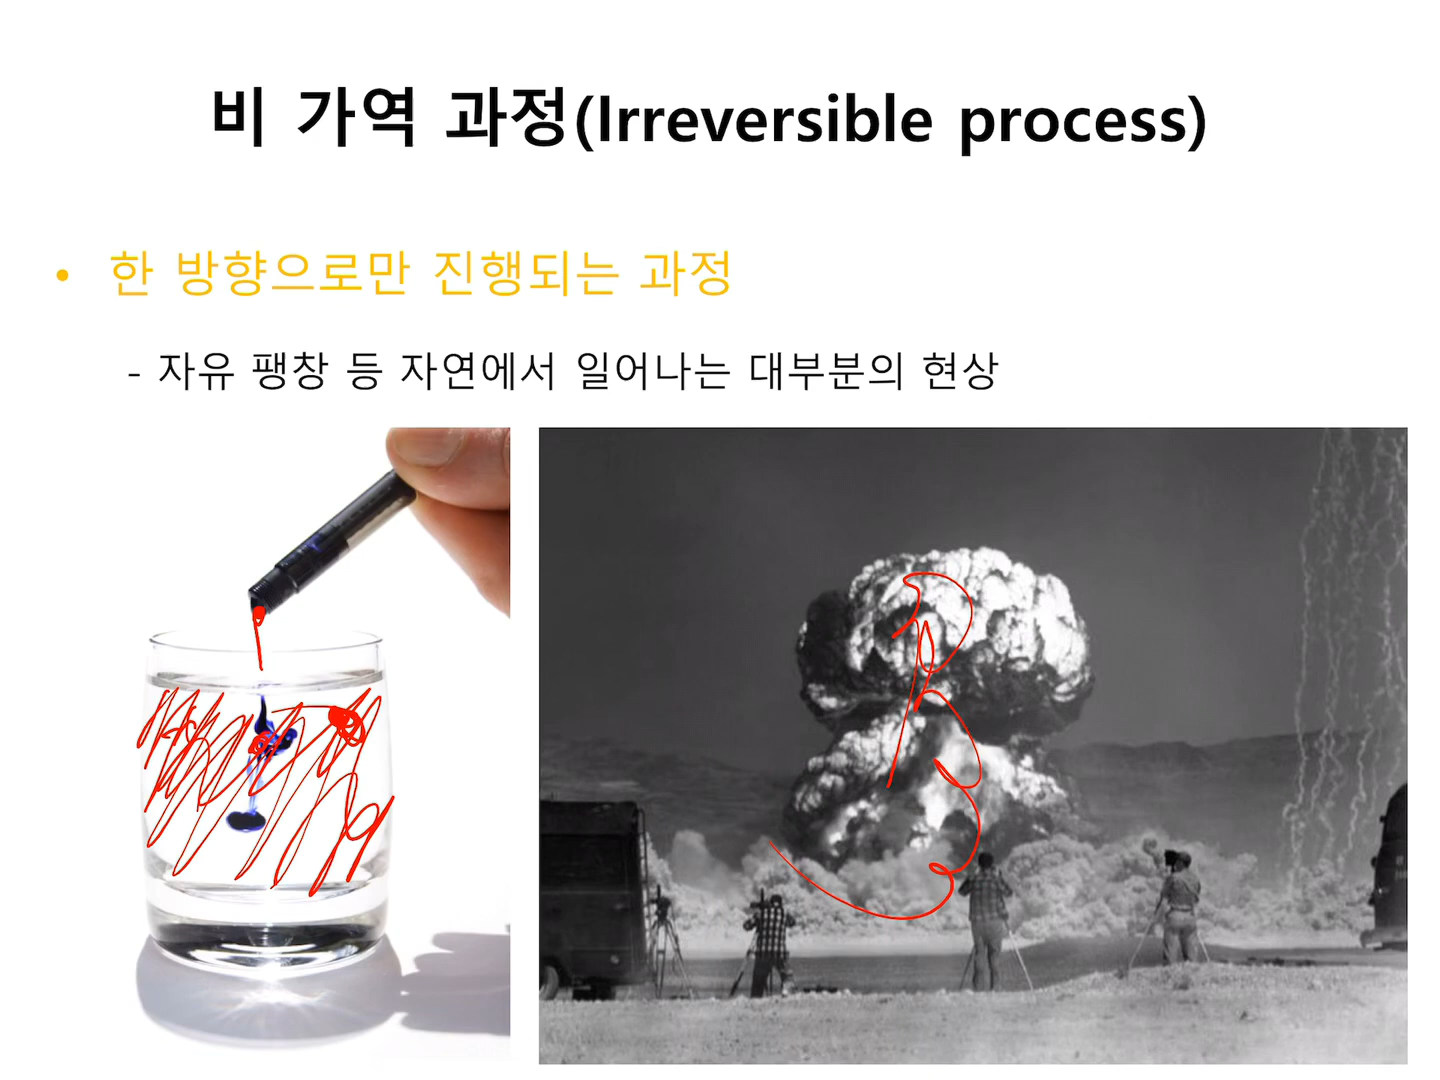 비 가역 과정(Irreversible process)
• 한 방향으로만 진행되는 과정
- 자유 팽창 등 자연에서 일어나는 대부분의 현상